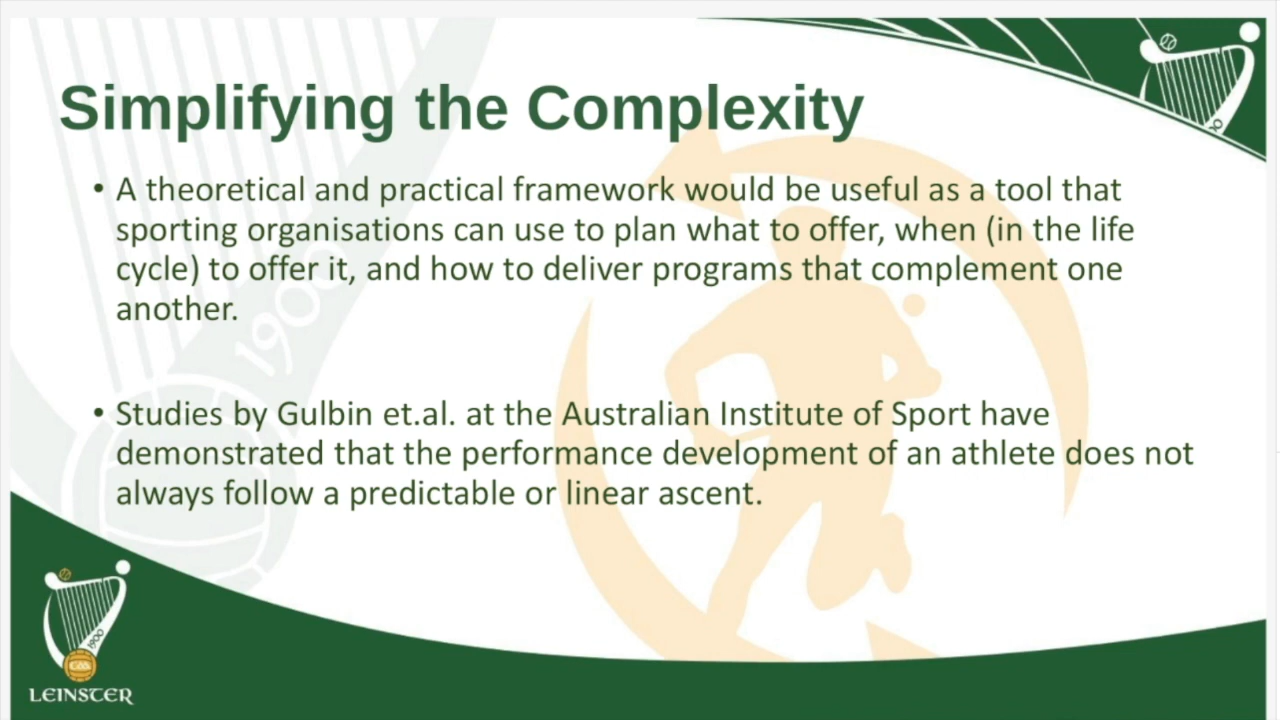 Simplifying the Complexity
• A theoretical and practical framework would be useful as a tool that
sporting organisations can use to plan what to offer, when (in the life
cycle) to offer it, and how to deliver programs that complement one
another.
• Studies by Gulbin et.al. at the Australian Institute of Sport have
demonstrated that the performance development of an athlete does not
always follow a predictable or linear ascent.
1900
1900
GAA
LEINSTER